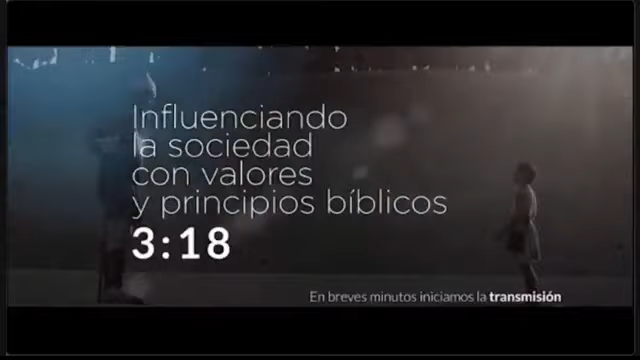 Influenciando
la sociedad
con valores
y principios bíblicos
3:18
En breves minutos iniciamos la transmisión